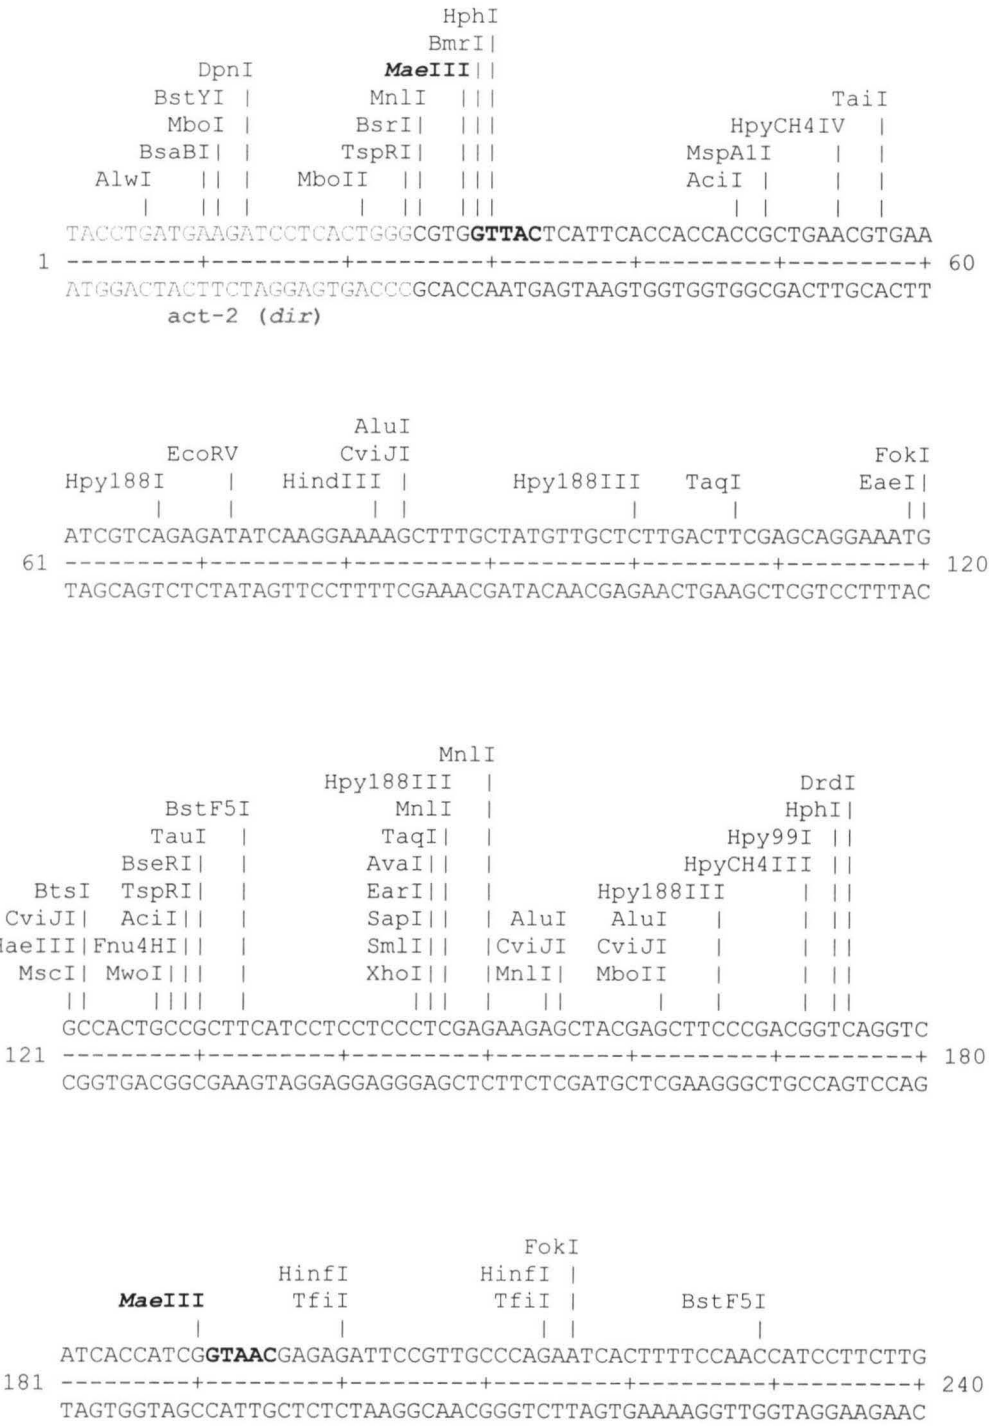 HphI
BmrI|
MaeIII||
DpnI
BstYI | MnlI ||| TaiI
MboI | BsrI| ||| HpyCH4IV |
BsaBI| | TspRI| ||| MspA1I | |
AlwI || | MboII || ||| AciI | | |
| || | | || ||| | | | |
TACCTGATGAAGATCCTCACTGGGCGTGGTTACTCATTCACCACCACCGCTGAACGTGAA
1 ---------+---------+---------+---------+---------+---------+ 60
ATGGACTACTTCTAGGAGTGACCCGCACCAATGAGTAAGTGGTGGTGGCGACTTGCACTT
act-2 (dir)
AluI
EcoRV CviJI FokI
Hpy188I | HindIII | Hpy188III TaqI EaeI|
| | | | | | ||
ATCGTCAGAGATATCAAGGAAAAGCTTTGCTATGTTGCTCTTGACTTCGAGCAGGAAATG
61 ---------+---------+---------+---------+---------+---------+ 120
TAGCAGTCTCTATAGTTCCTTTTCGAAACGATACAACGAGAACTGAAGCTCGTCCTTTAC
MnlI
Hpy188III | DrdI
BstF5I MnlI | HphI|
TauI | TaqI| | Hpy99I ||
BseRI| | AvaI|| | HpyCH4III ||
BtsI TspRI| | EarI|| | Hpy188III | ||
CviJI| AciI|| | SapI|| | AluI AluI | | ||
HaeIII|Fnu4HI|| | SmlI|| |CviJI CviJI | | ||
MscI| MwoI||| | XhoI|| |MnlI| MboII | | ||
|| |||| | ||| | || | | | ||
GCCACTGCCGCTTCATCCTCCTCCCTCGAGAAGAGCTACGAGCTTCCCGACGGTCAGGTC
121 ---------+---------+---------+---------+---------+---------+ 180
CGGTGACGGCGAAGTAGGAGGAGGGAGCTCTTCTCGATGCTCGAAGGGCTGCCAGTCCAG
FokI
HinfI HinfI |
MaeIII TfiI TfiI | BstF5I
| | | | |
ATCACCATCGGTAACGAGAGATTCCGTTGCCCAGAATCACTTTTCCAACCATCCTTCTTG
181 ---------+---------+---------+---------+---------+---------+ 240
TAGTGGTAGCCATTGCTCTCTAAGGCAACGGGTCTTAGTGAAAAGGTTGGTAGGAAGAAC